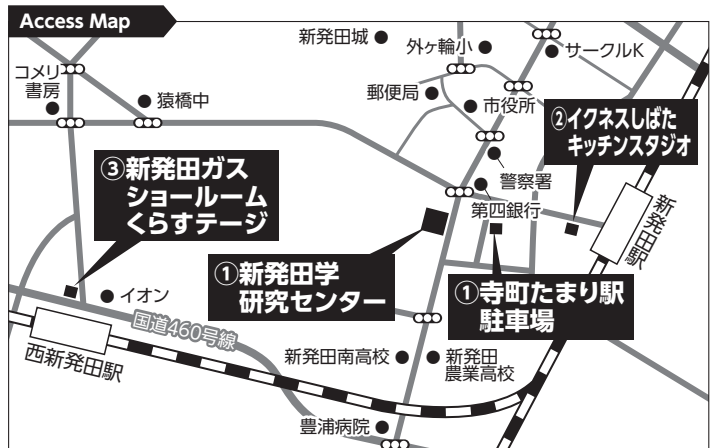 Access Map
新発田城
外ヶ輪小
サークルK
コメリ
書房
猿橋中
郵便局
市役所
②イクネスしばた
キッチンスタジオ
警察署
第四銀行
③新発田ガス
ショールーム
くらすテージ
新発田駅
①新発田学
研究センター
①寺町たまり駅
駐車場
イオン
国道460号線
西新発田駅
新発田南高校
新発田
農業高校
豊浦病院